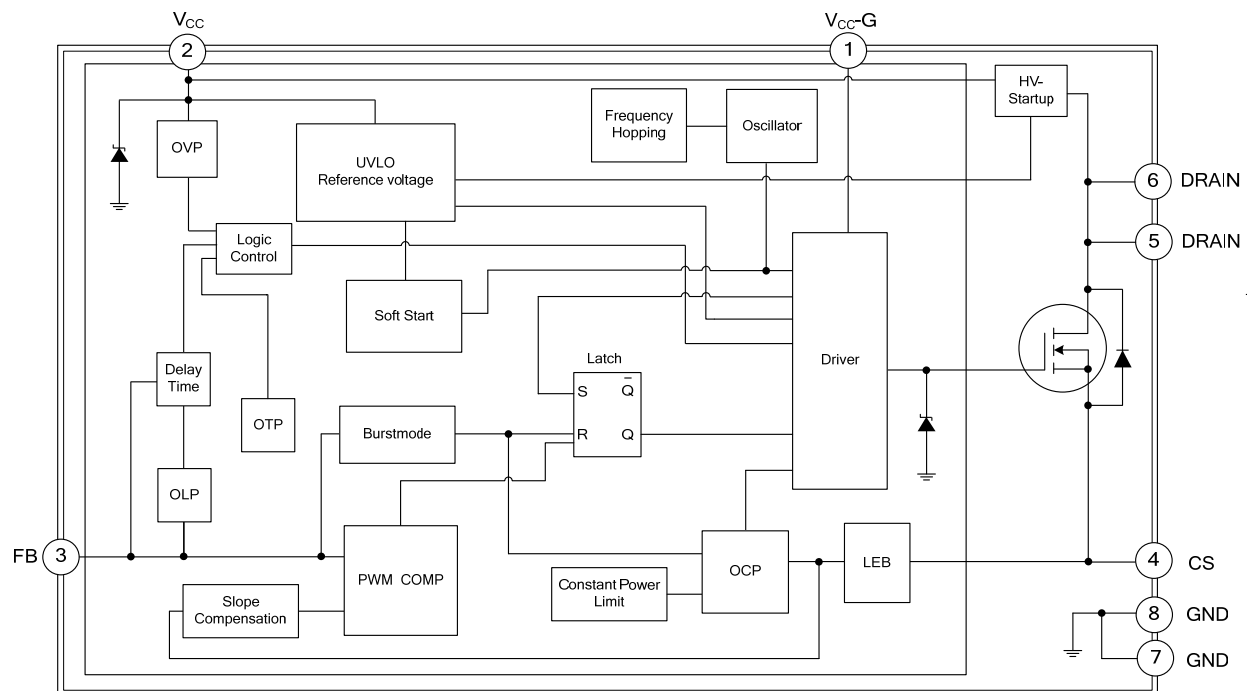 VCC
VCC-G
2
1
HV-
Startup
Frequency
Hopping
Oscillator
OVP
UVLO
Reference voltage
6 DRAIN
5 DRAIN
Logic
Control
Soft Start
Driver
Latch
Delay
Time
S Q̅
OTP
Burstmode
R Q
OLP
FB 3
PWM COMP
OCP
LEB
4 CS
Constant Power
Limit
Slope
Compensation
8 GND
7 GND